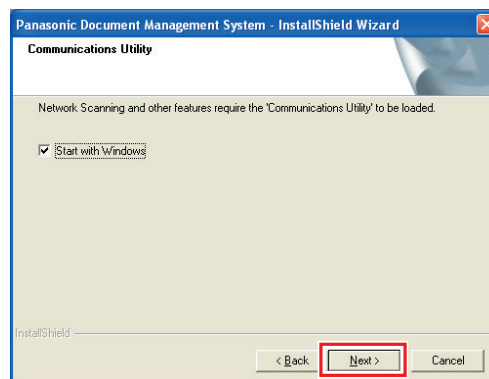 Panasonic Document Management System - InstallShield Wizard
Communications Utility
Network Scanning and other features require the 'Communications Utility' to be loaded.
Start with Windows
InstallShield
< Back Next > Cancel